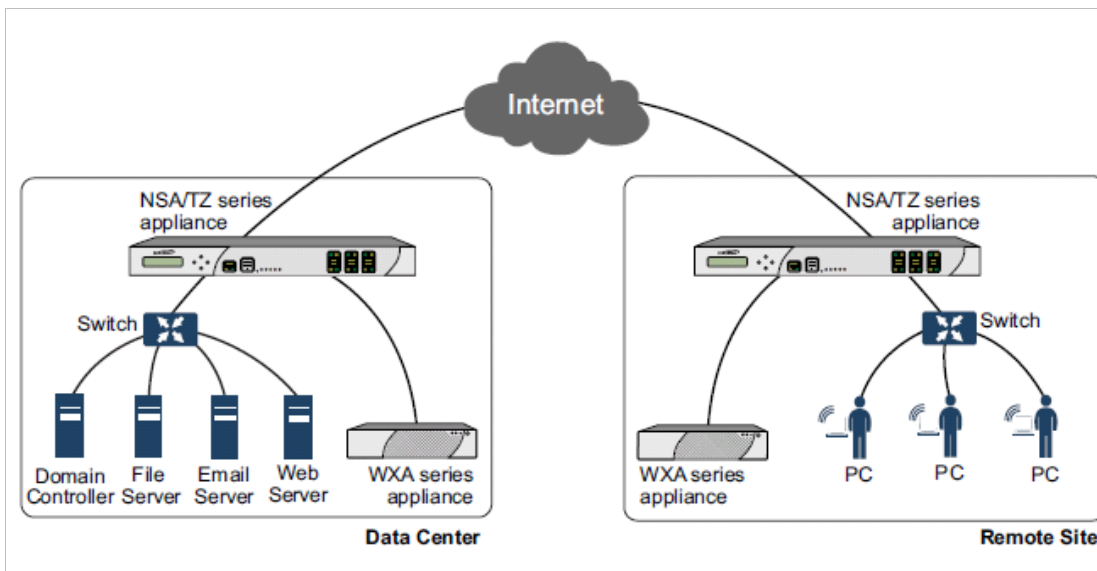 Internet
NSA/TZ series
appliance
Switch
Domain
Controller
File
Server
Email
Server
Web
Server
WXA series
appliance
Data Center
NSA/TZ series
appliance
Switch
WXA series
appliance
PC
PC
PC
Remote Site